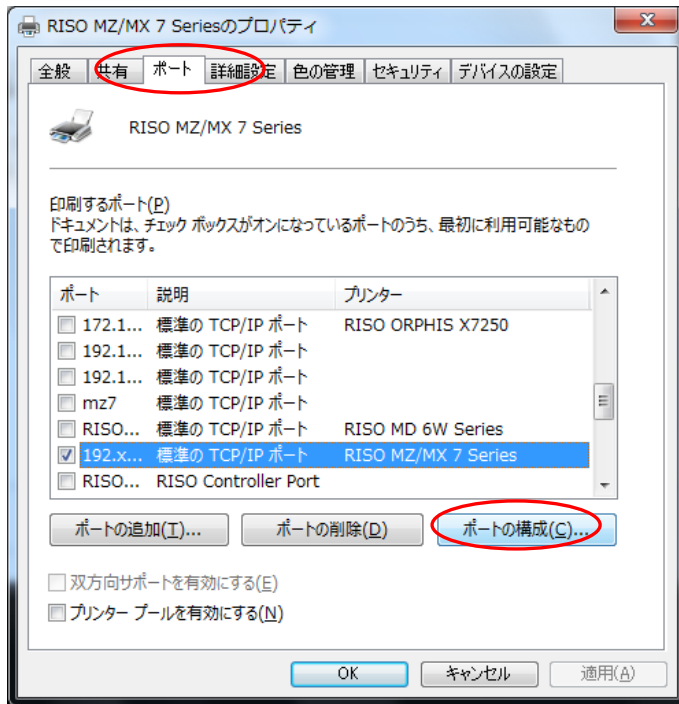 RISO MZ/MX 7 Seriesのプロパティ
全般 共有 ポート 詳細設定 色の管理 セキュリティ デバイスの設定
RISO MZ/MX 7 Series
印刷するポート(P)
ドキュメントは、チェック ボックスがオンになっているポートのうち、最初に利用可能なもの
で印刷されます。
ポート 説明 プリンター
172.1... 標準の TCP/IP ポート RISO ORPHIS X7250
192.1... 標準の TCP/IP ポート
192.1... 標準の TCP/IP ポート
mz7 標準の TCP/IP ポート
RISO... 標準の TCP/IP ポート RISO MD 6W Series
192.x... 標準の TCP/IP ポート RISO MZ/MX 7 Series
RISO... RISO Controller Port
ポートの追加(T)... ポートの削除(D) ポートの構成(C)...
双方向サポートを有効にする(E)
プリンター プールを有効にする(N)
OK キャンセル 適用(A)